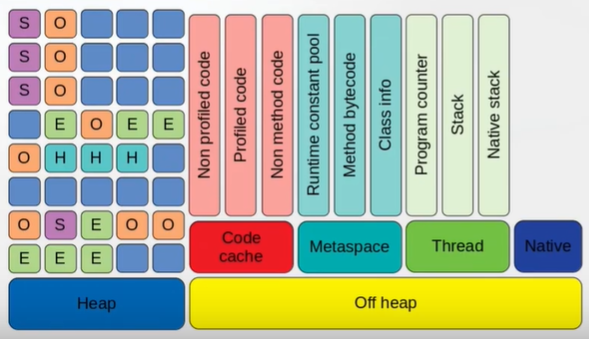 S O
S O
S O
E O E E
O H H H
O S E O O
E E E
Non profiled code
Profiled code
Non method code
Runtime constant pool
Method bytecode
Class info
Program counter
Stack
Native stack
Code
cache
Metaspace
Thread
Native
Heap
Off heap